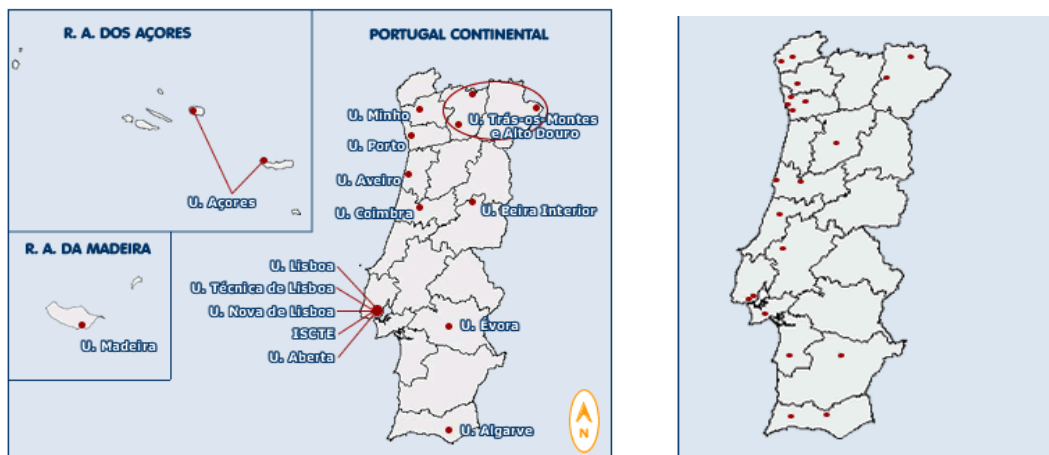 R. A. DOS AÇORES
U. Açores
R. A. DA MADEIRA
U. Madeira
PORTUGAL CONTINENTAL
U. Minho
U. Trás-os-Montes
e Alto Douro
U. Porto
U. Aveiro
U. Coimbra
U. Beira Interior
U. Lisboa
U. Técnica de Lisboa
U. Nova de Lisboa
ISCTE
U. Aberta
U. Évora
U. Algarve
N